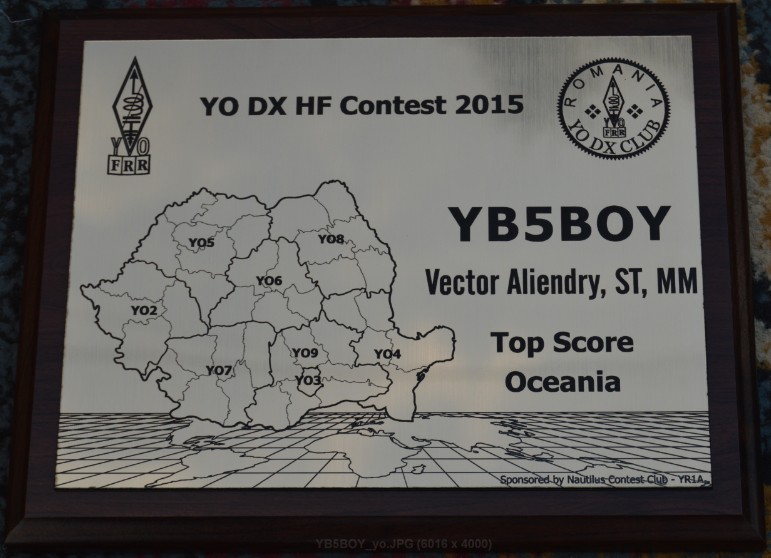 YO
FRR
YO DX HF Contest 2015
ROMANIA
YO
FRR
YO DX CLUB
YB5BOY
Vector Aliendry, ST, MM
Top Score
Oceania
YO5
YO8
YO6
YO2
YO9
YO4
YO7
YO3
Sponsored by Nautilus Contest Club - YR1A
YB5BOY_yo.JPG (6016 x 4000)